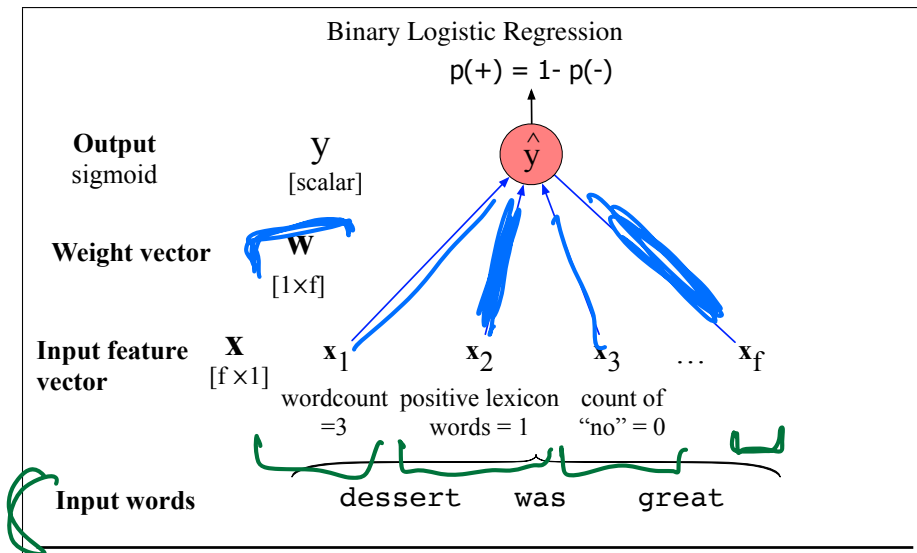 Binary Logistic Regression
p(+) = 1- p(-)
Output
sigmoid
y
[scalar]
ŷ
Weight vector
w
[1×f]
Input feature
vector
x
[f ×1]
x1
x2
x3
…
xf
wordcount
=3
positive lexicon
words = 1
count of
“no” = 0
Input words
dessert was great